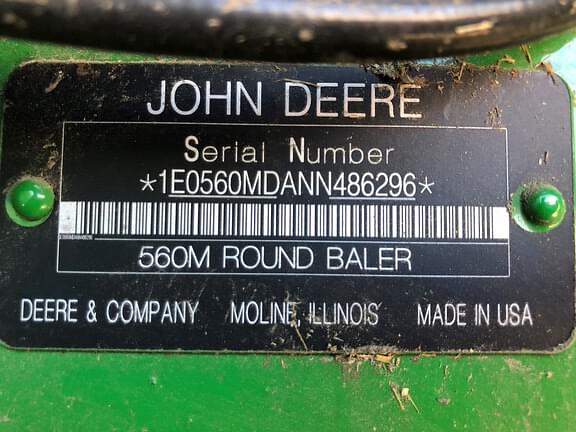 JOHN DEERE
Serial Number
*1E0560MDANN486296*
560M ROUND BALER
DEERE & COMPANY MOLINE, ILLINOIS MADE IN USA